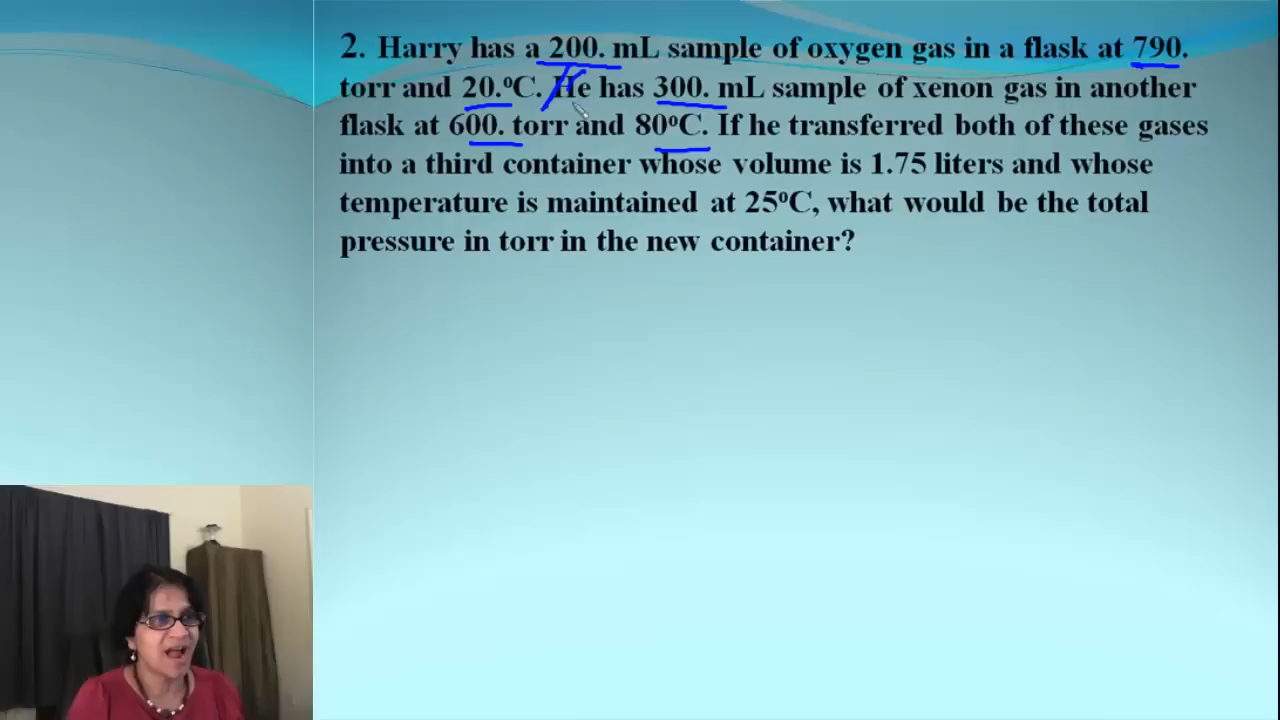 2. Harry has a 200. mL sample of oxygen gas in a flask at 790.
torr and 20.⁰C. He has 300. mL sample of xenon gas in another
flask at 600. torr and 80⁰C. If he transferred both of these gases
into a third container whose volume is 1.75 liters and whose
temperature is maintained at 25⁰C, what would be the total
pressure in torr in the new container?